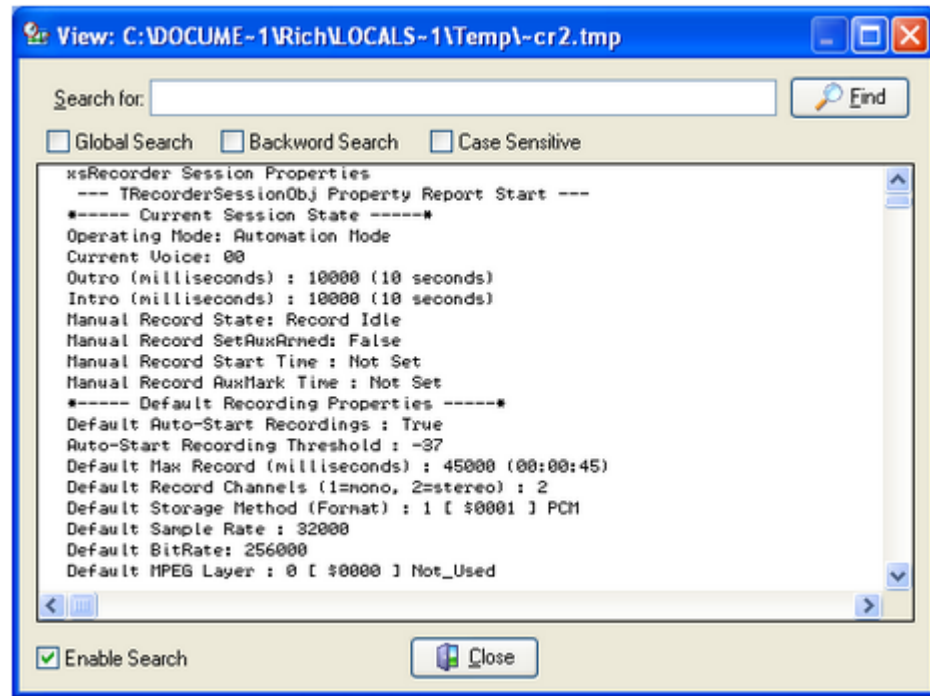 View: C:\DOCUME~1\Rich\LOCALS~1\Temp\~cr2.tmp
Search for:
Find
Global Search Backword Search Case Sensitive
xsRecorder Session Properties
--- TRecorderSessionObj Property Report Start ---
*----- Current Session State -----*
Operating Mode: Automation Mode
Current Voice: 00
Outro (milliseconds) : 10000 (10 seconds)
Intro (milliseconds) : 10000 (10 seconds)
Manual Record State: Record Idle
Manual Record SetAuxArmed: False
Manual Record Start Time : Not Set
Manual Record AuxMark Time : Not Set
*----- Default Recording Properties -----*
Default Auto-Start Recordings : True
Auto-Start Recording Threshold : -37
Default Max Record (milliseconds) : 45000 (00:00:45)
Default Record Channels (1=mono, 2=stereo) : 2
Default Storage Method (Format) : 1 [ $0001 ] PCM
Default Sample Rate : 32000
Default BitRate: 256000
Default MPEG Layer : 0 [ $0000 ] Not_Used
Enable Search
Close